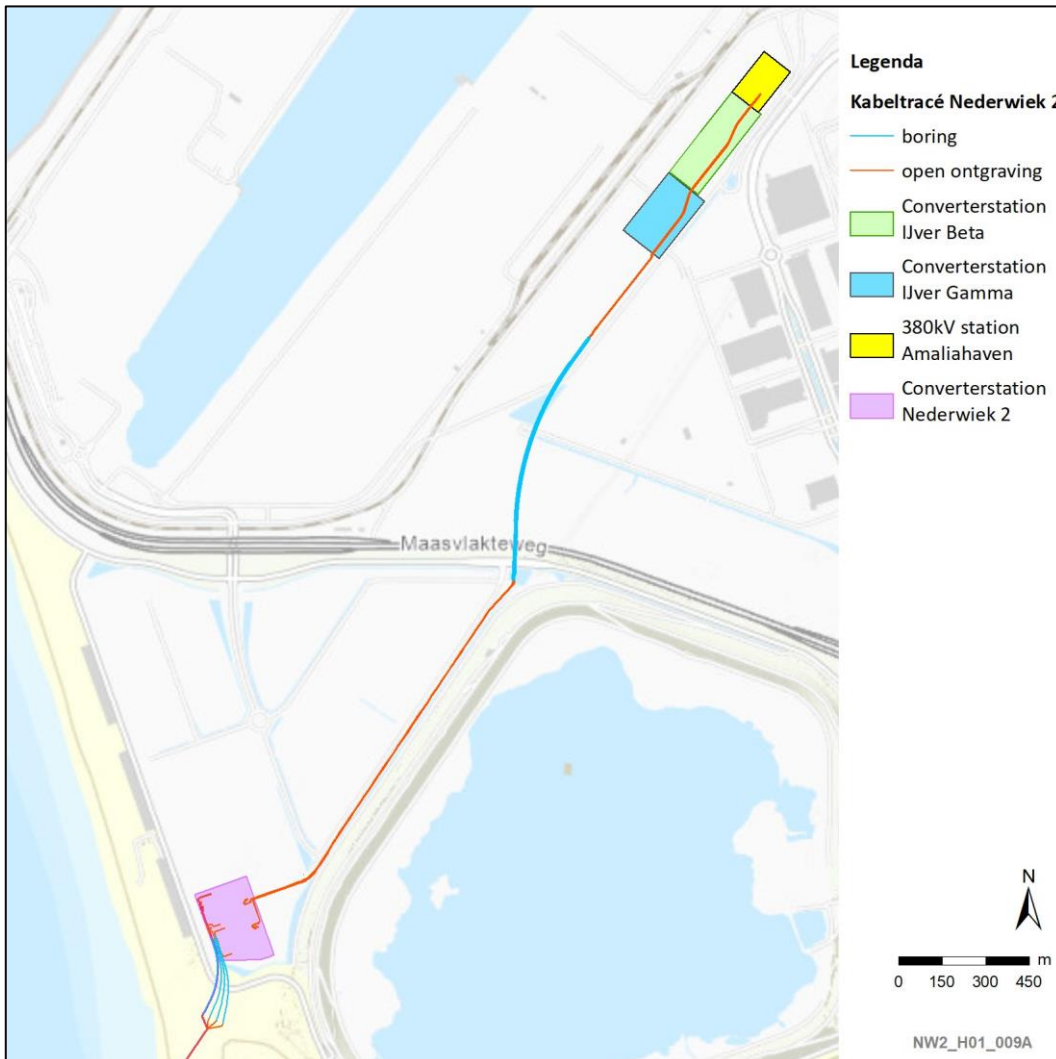 Legenda
Kabeltracé Nederwiek 2
boring
open ontgraving
Converterstation
IJver Beta
Converterstation
IJver Gamma
380kV station
Amaliahaven
Converterstation
Nederwiek 2
Maasvlakteweg
N
m
0 150 300 450
NW2_H01_009A